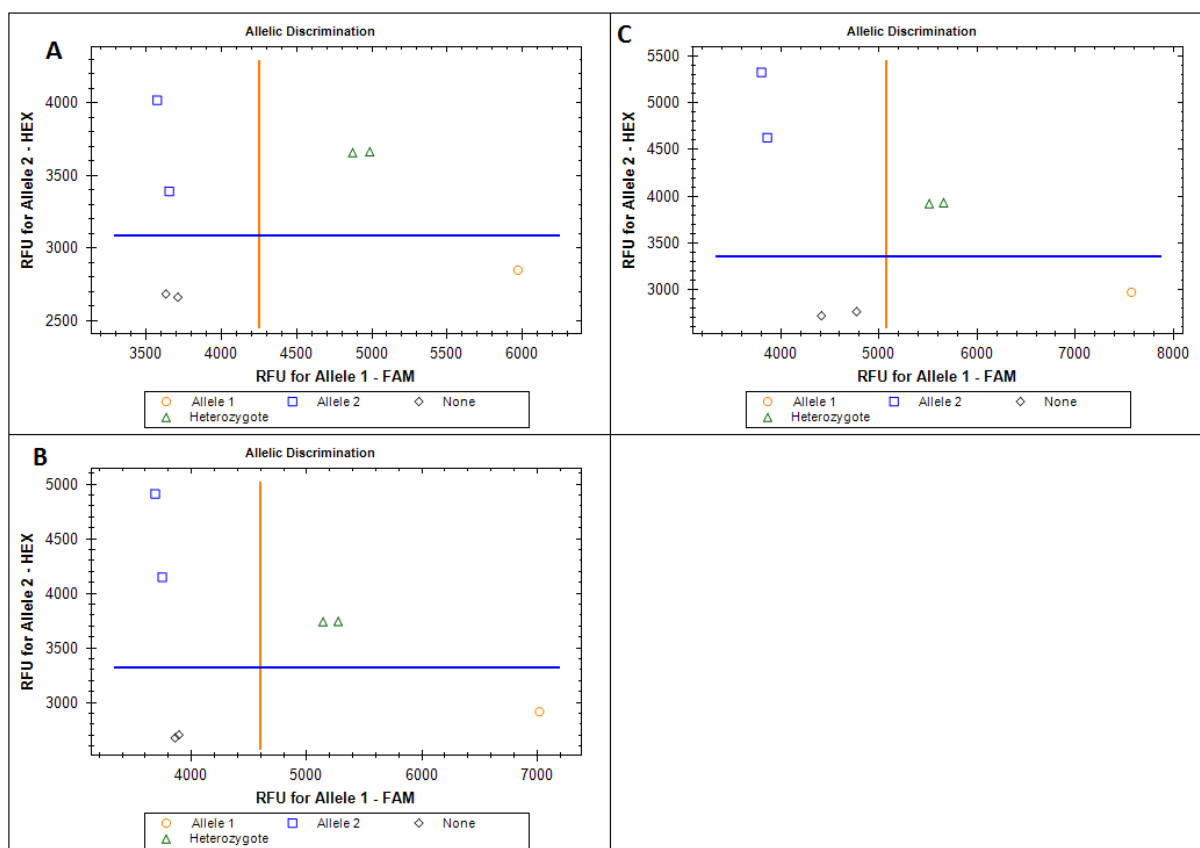 A
Allelic Discrimination
RFU for Allele 2 - HEX
4000
3500
3000
2500
3500 4000 4500 5000 5500 6000
RFU for Allele 1 - FAM
Allele 1 Allele 2 None
Heterozygote
C
Allelic Discrimination
RFU for Allele 2 - HEX
5500
5000
4500
4000
3500
3000
4000 5000 6000 7000 8000
RFU for Allele 1 - FAM
Allele 1 Allele 2 None
Heterozygote
B
Allelic Discrimination
RFU for Allele 2 - HEX
5000
4500
4000
3500
3000
4000 5000 6000 7000
RFU for Allele 1 - FAM
Allele 1 Allele 2 None
Heterozygote